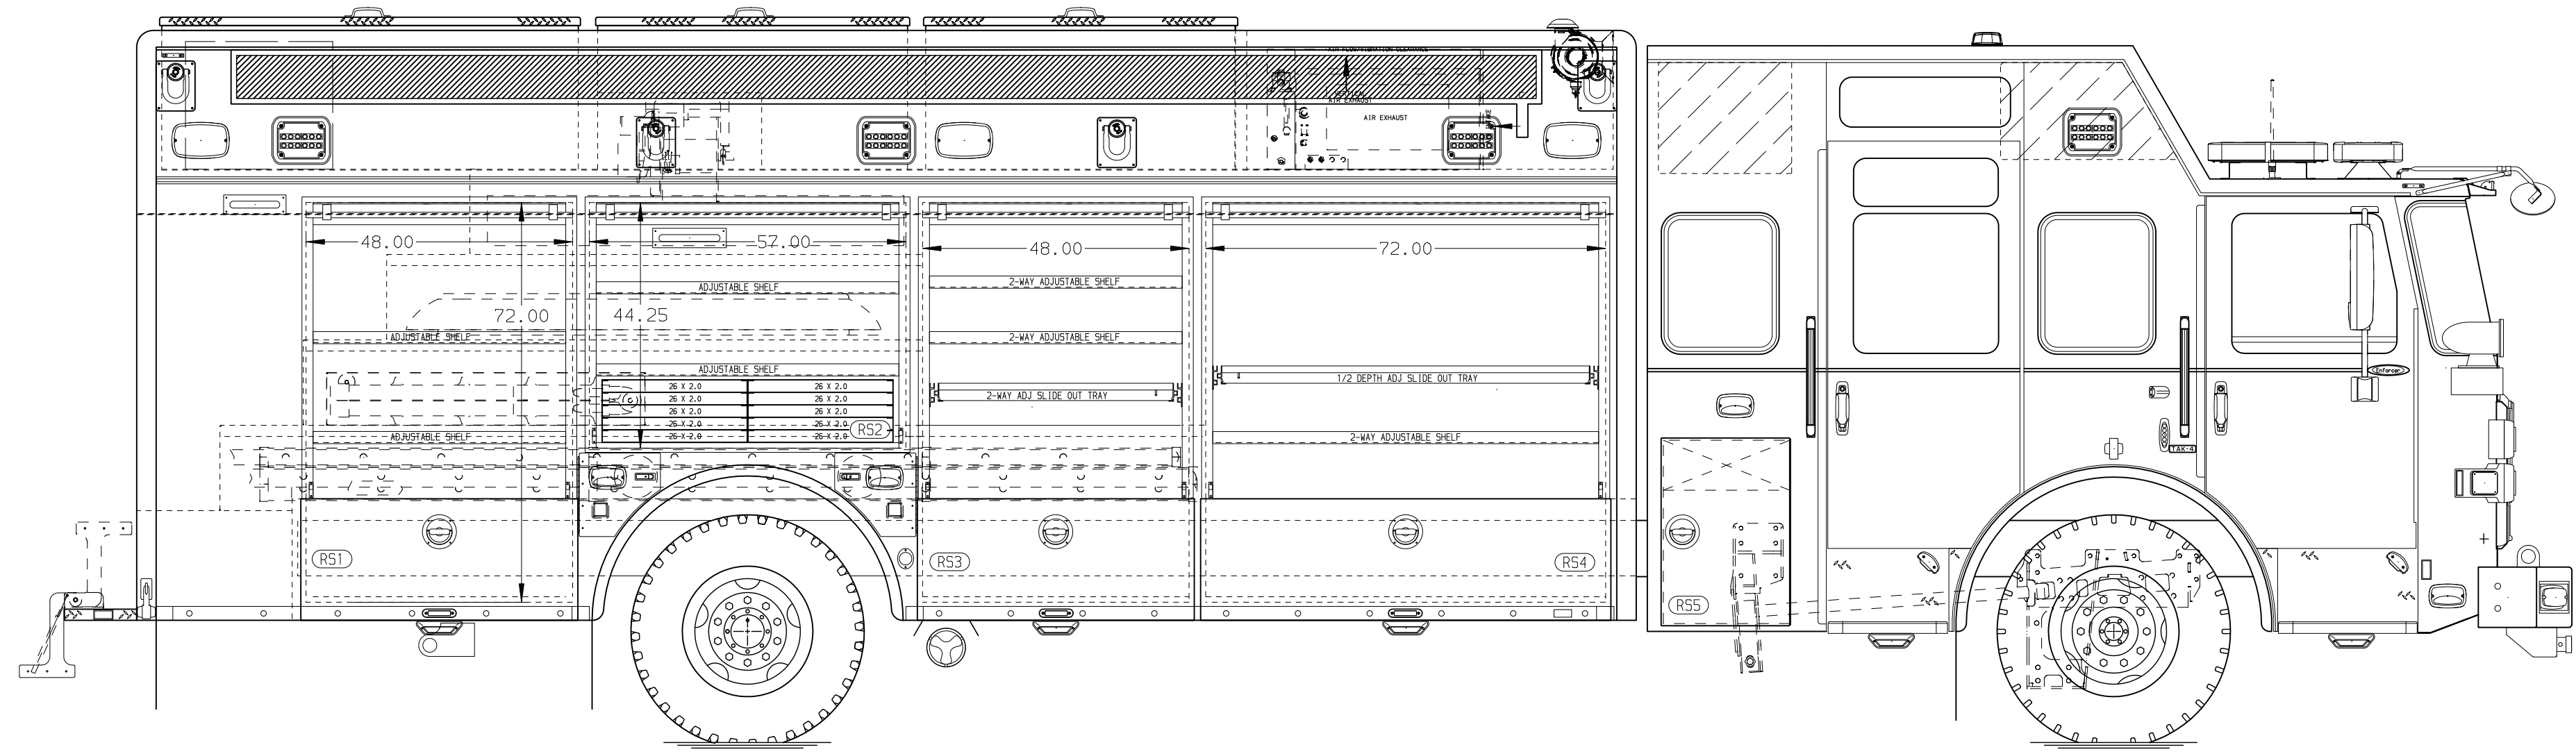 AIR FLOW/VIBRATION CLEARANCE
VERTICAL
AIR EXHAUST
AIR EXHAUST
48.00
57.00
48.00
72.00
ADJUSTABLE SHELF
2-WAY ADJUSTABLE SHELF
72.00
44.25
ADJUSTABLE SHELF
2-WAY ADJUSTABLE SHELF
ADJUSTABLE SHELF
Enforcer
1/2 DEPTH ADJ SLIDE OUT TRAY
26 X 2.0
26 X 2.0
2-WAY ADJ SLIDE OUT TRAY
26 X 2.0
26 X 2.0
26 X 2.0
26 X 2.0
26 X 2.0
26 X 2.0
RS2
26 X 2.0
26 X 2.0
ADJUSTABLE SHELF
2-WAY ADJUSTABLE SHELF
TAK-4
RS1
RS3
RS4
RS5